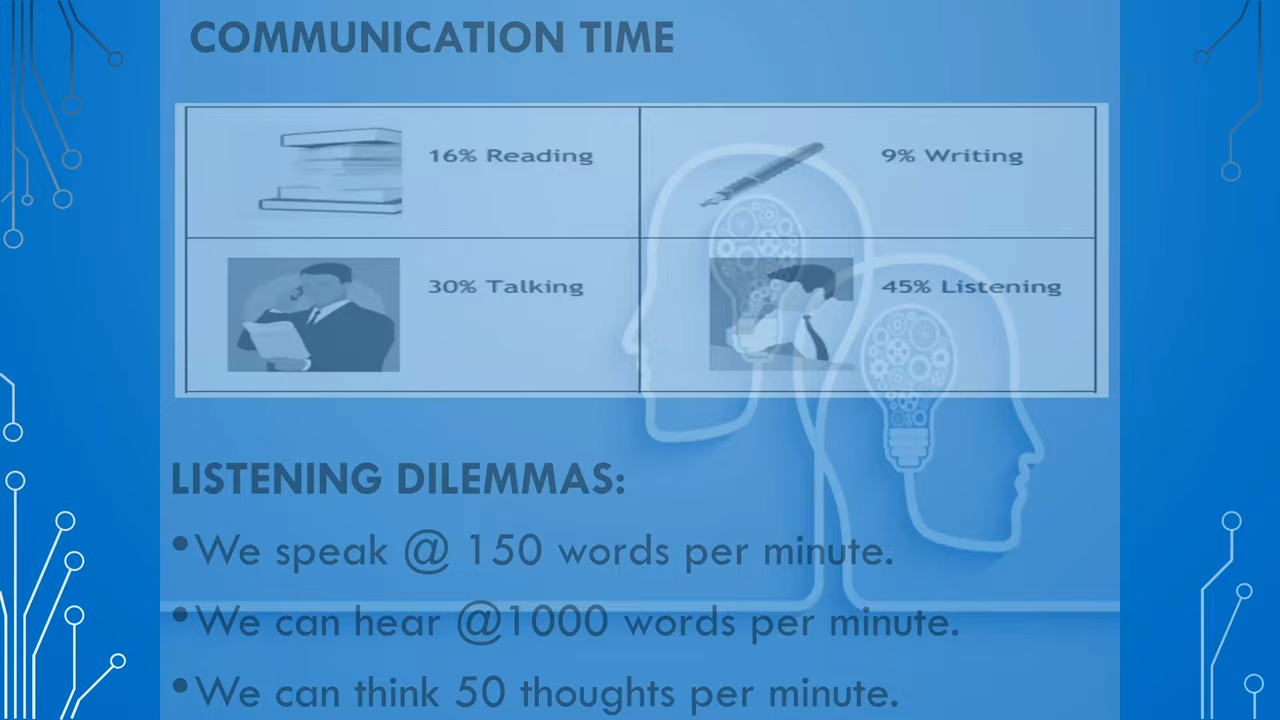 COMMUNICATION TIME
16% Reading
9% Writing
30% Talking
45% Listening
LISTENING DILEMMAS:
•We speak @ 150 words per minute.
•We can hear @1000 words per minute.
•We can think 50 thoughts per minute.